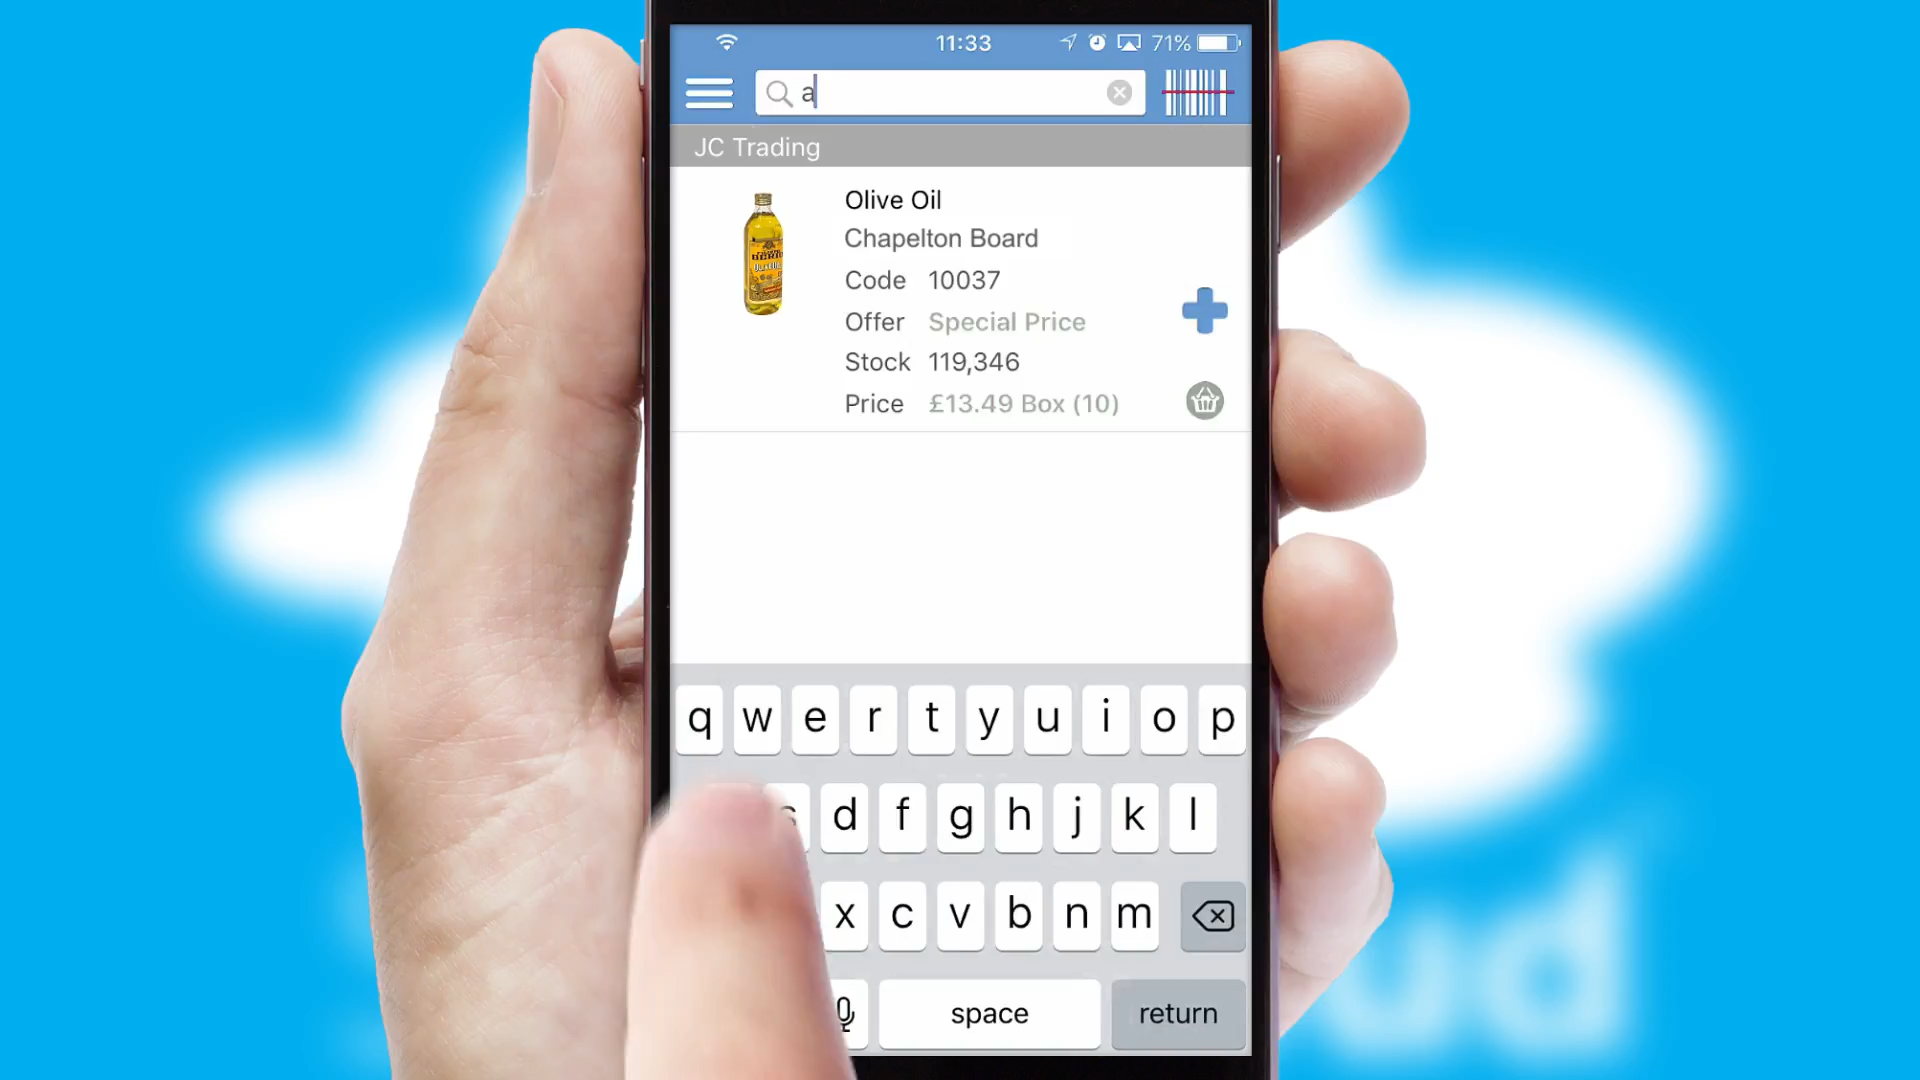 11:33 71%
a
JC Trading
Olive Oil
Chapelton Board
Code 10037
Offer Special Price
Stock 119,346
Price £13.49 Box (10)
q w e r t y u i o p
s d f g h j k l
x c v b n m
space return
ud